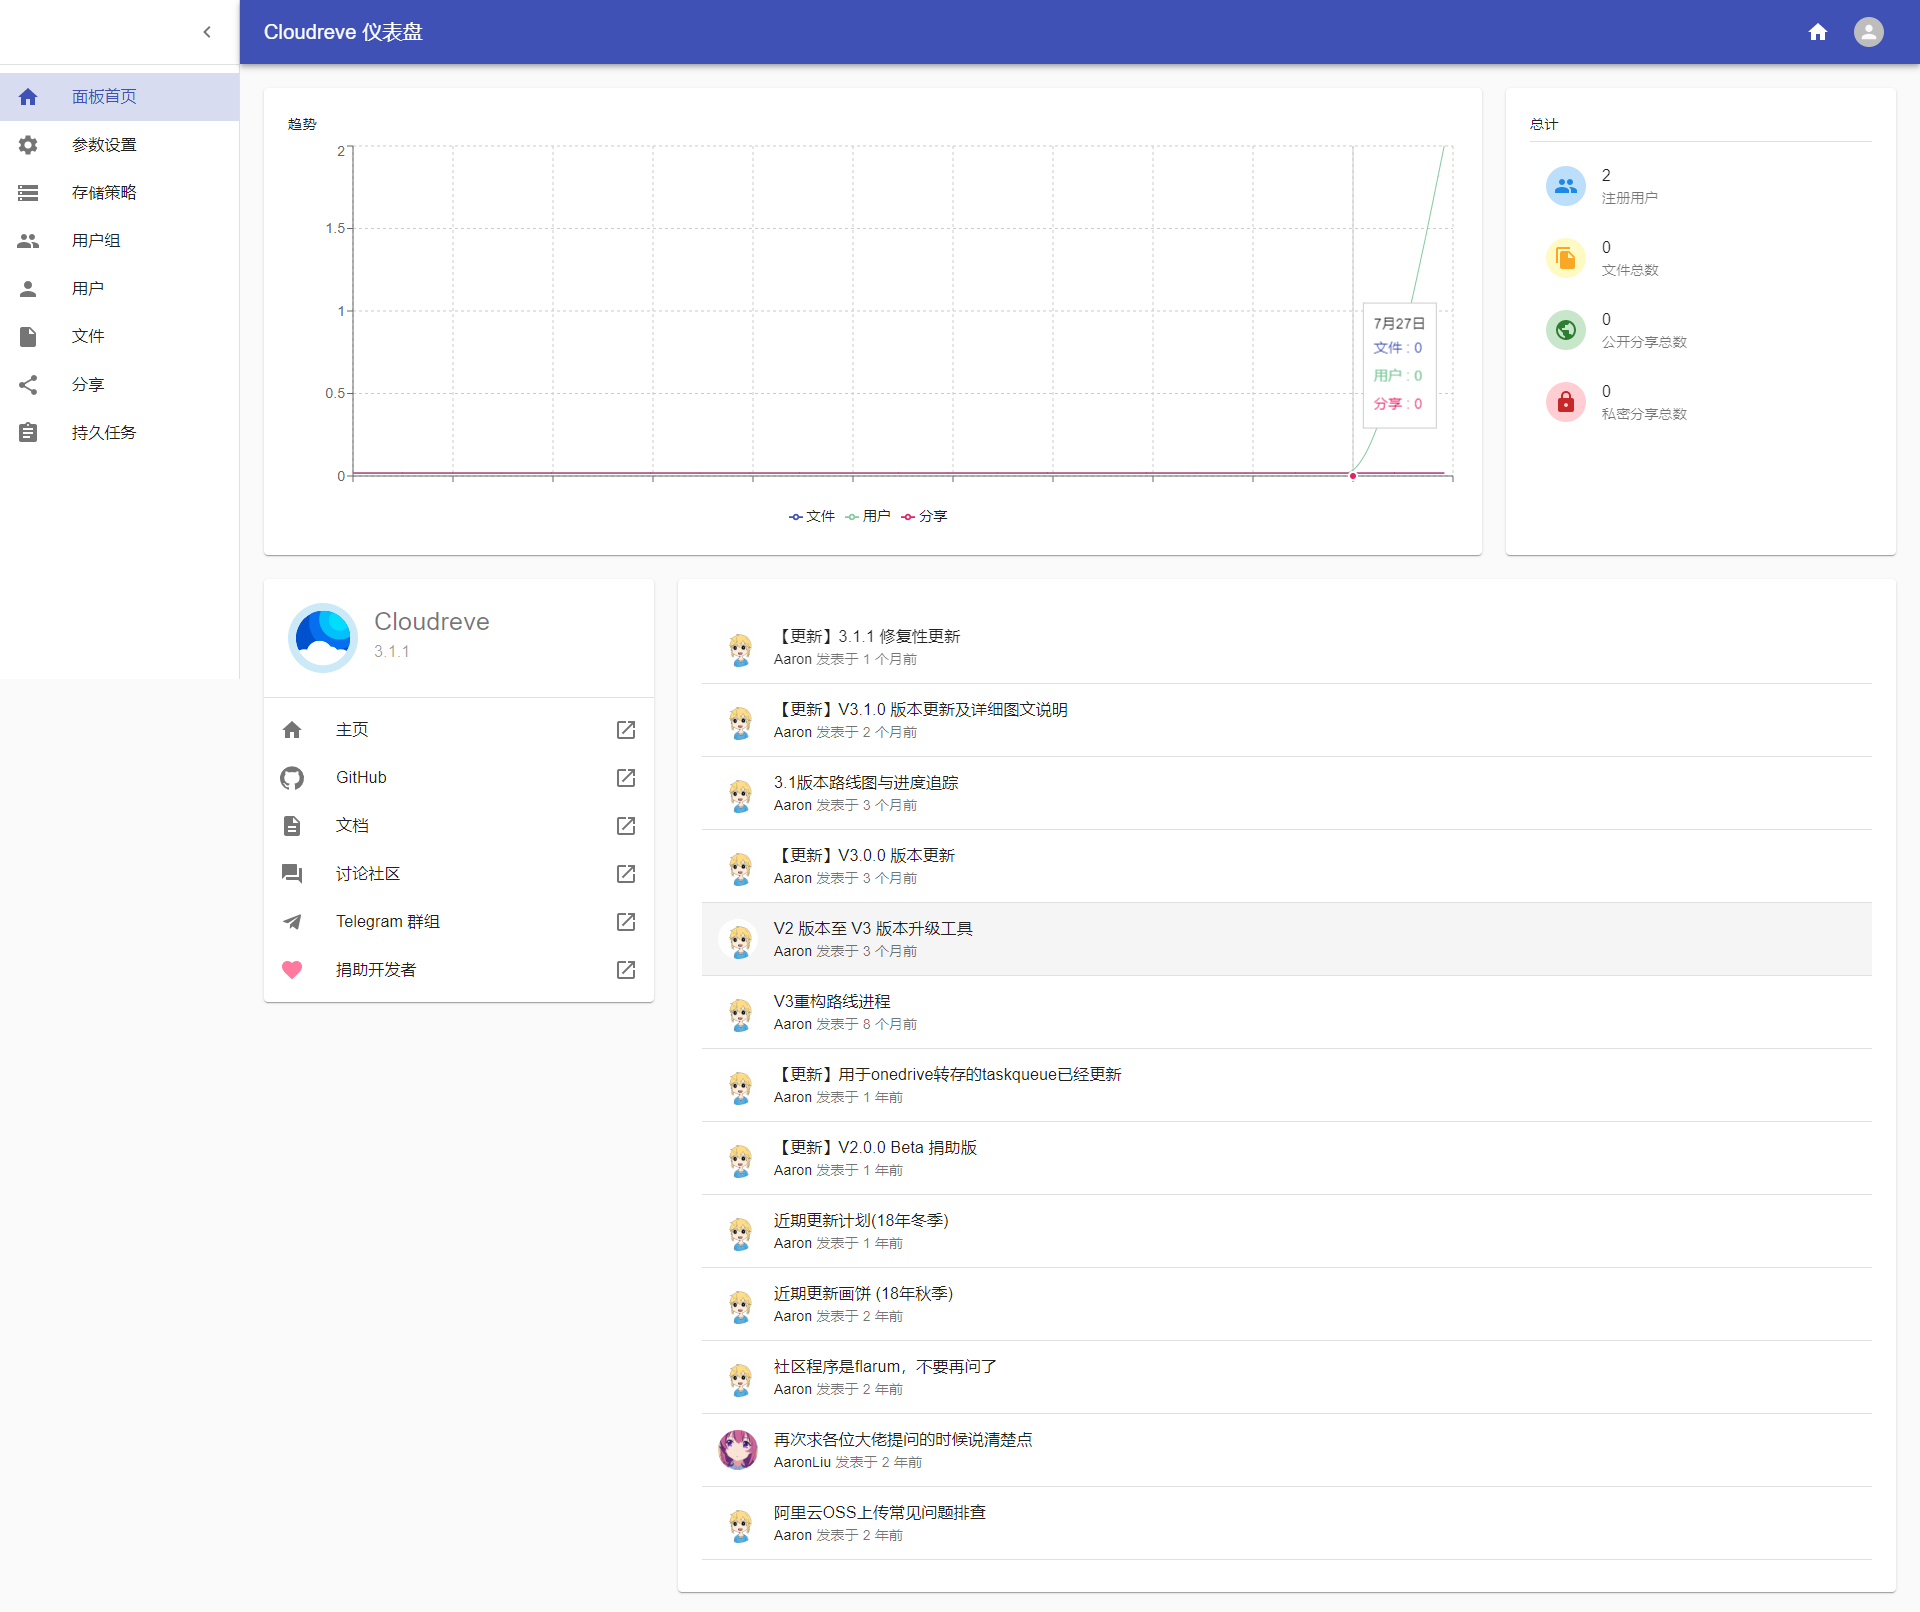 Cloudreve 仪表盘
面板首页
参数设置
存储策略
用户组
用户
文件
分享
持久任务
趋势
2
1.5
1
0.5
0
7月27日
文件 : 0
用户 : 0
分享 : 0
文件 用户 分享
总计
2
注册用户
0
文件总数
0
公开分享总数
0
私密分享总数
Cloudreve
3.1.1
主页
GitHub
文档
讨论社区
Telegram 群组
捐助开发者
【更新】3.1.1 修复性更新
Aaron 发表于 1 个月前
【更新】V3.1.0 版本更新及详细图文说明
Aaron 发表于 2 个月前
3.1版本路线图与进度追踪
Aaron 发表于 3 个月前
【更新】V3.0.0 版本更新
Aaron 发表于 3 个月前
V2 版本至 V3 版本升级工具
Aaron 发表于 3 个月前
V3重构路线进程
Aaron 发表于 8 个月前
【更新】用于onedrive转存的taskqueue已经更新
Aaron 发表于 1 年前
【更新】V2.0.0 Beta 捐助版
Aaron 发表于 1 年前
近期更新计划(18年冬季)
Aaron 发表于 1 年前
近期更新画饼 (18年秋季)
Aaron 发表于 2 年前
社区程序是flarum，不要再问了
Aaron 发表于 2 年前
再次求各位大佬提问的时候说清楚点
AaronLiu 发表于 2 年前
阿里云OSS上传常见问题排查
Aaron 发表于 2 年前